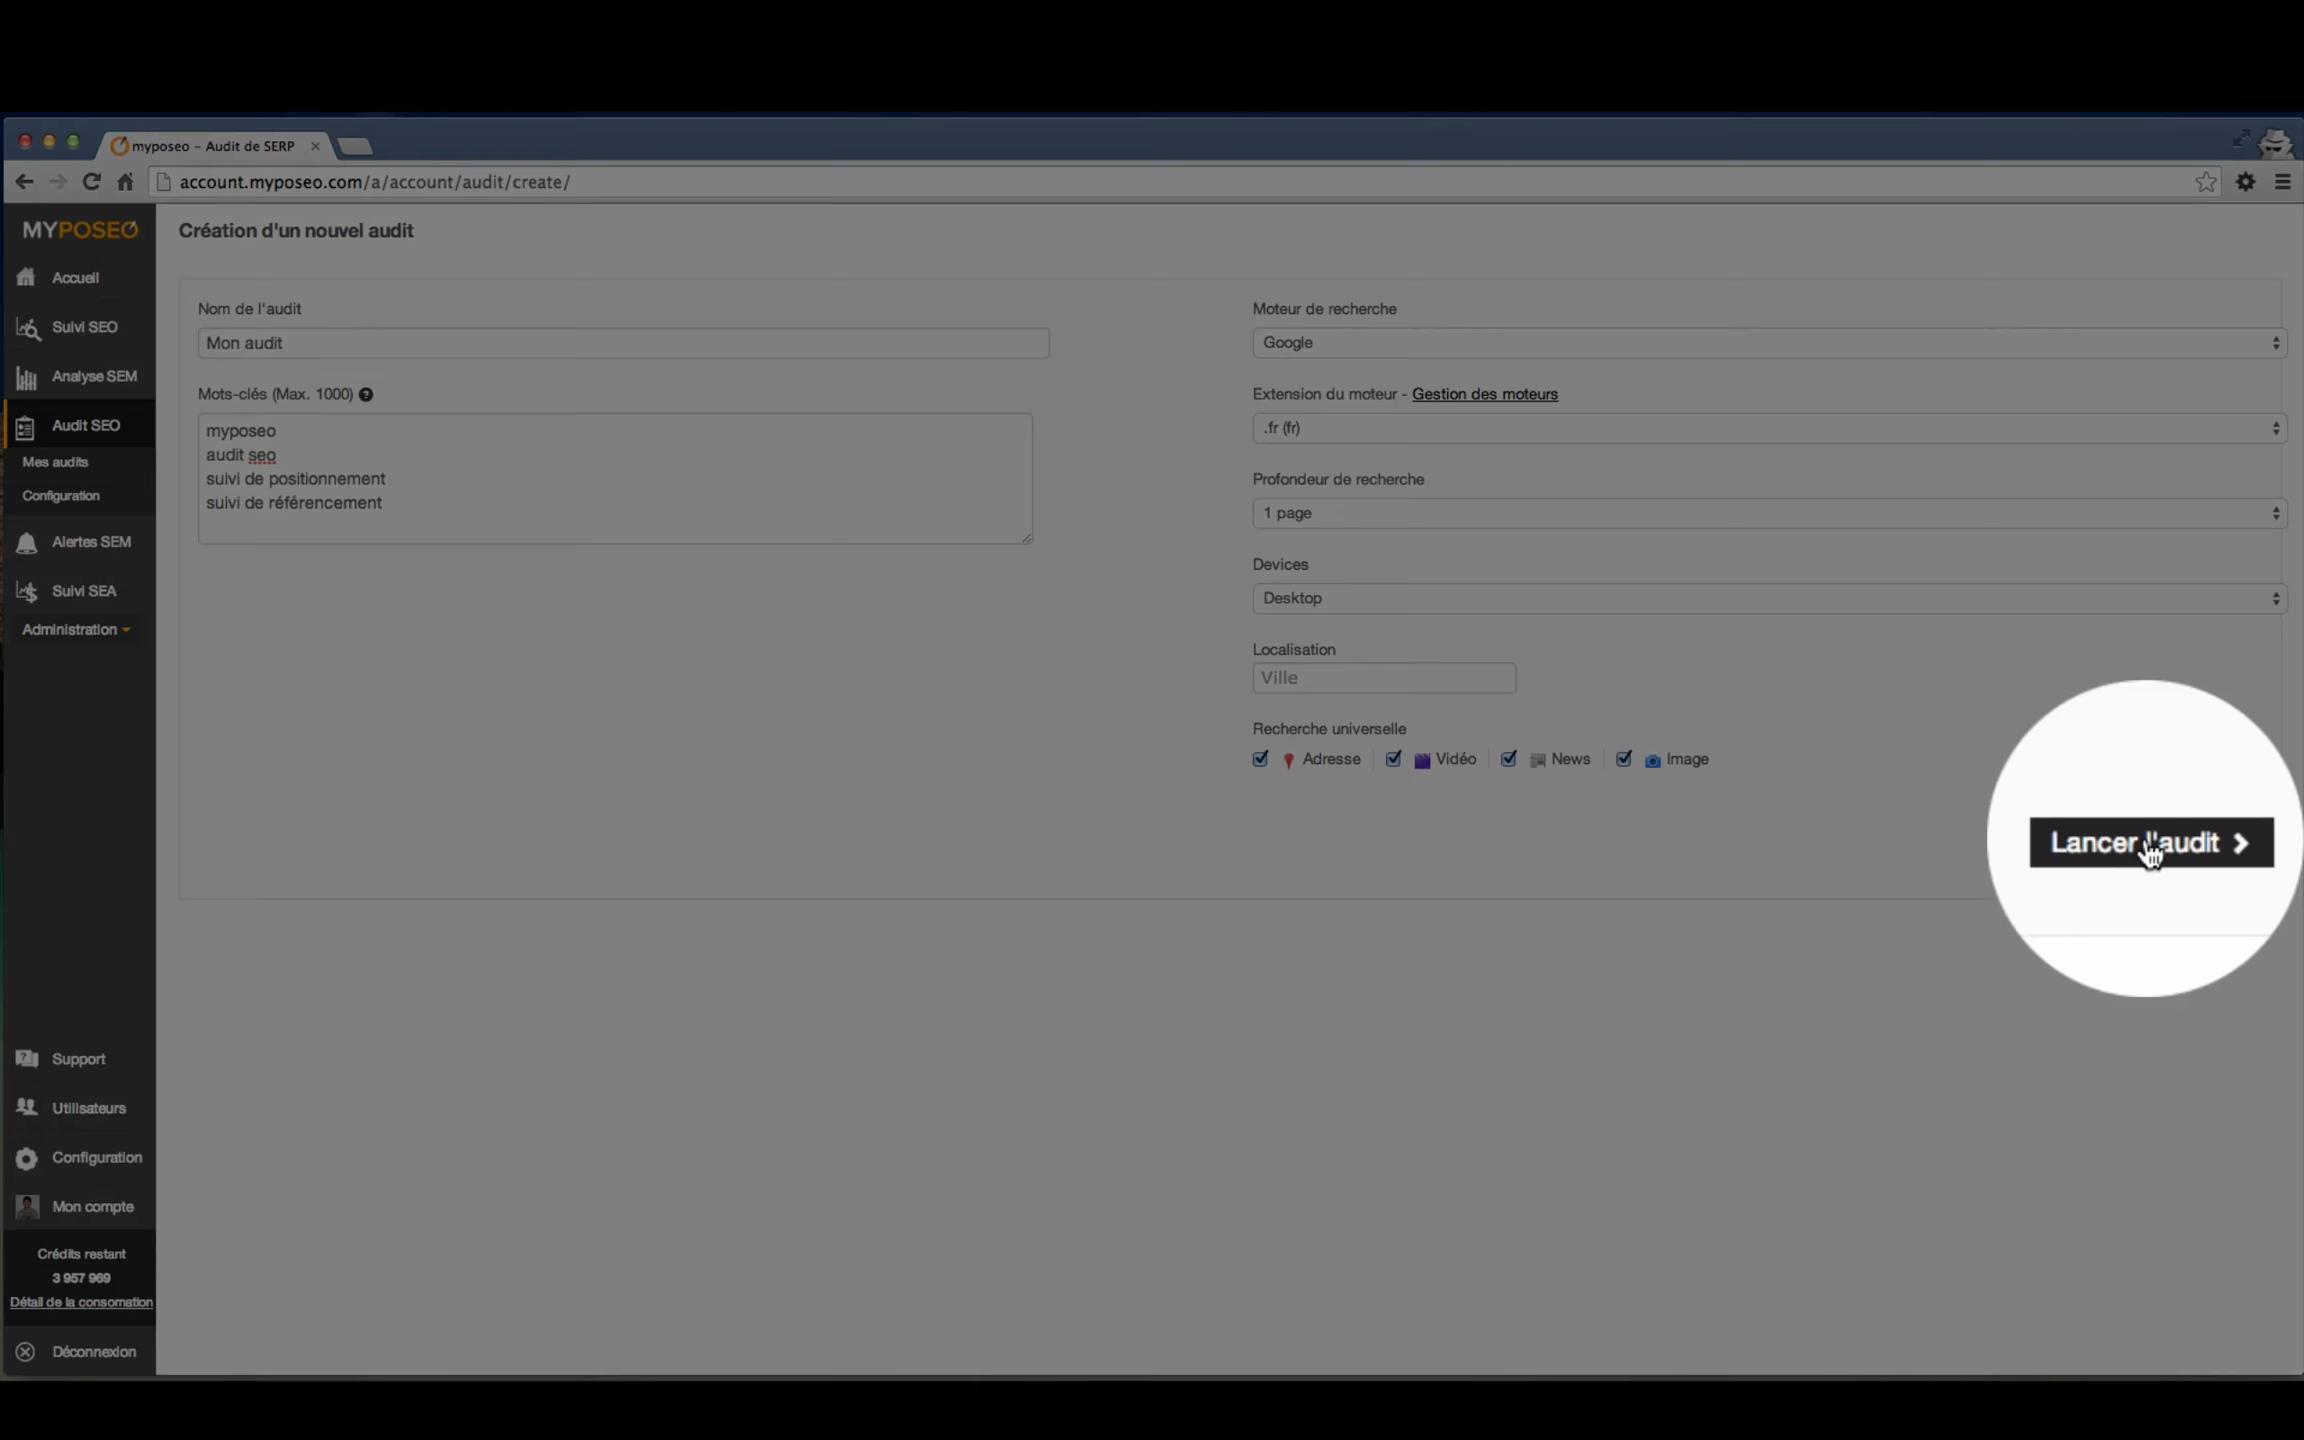 myposeo – Audit de SERP
account.myposeo.com/a/account/audit/create/
MYPOSEO
Accueil
Suivi SEO
Analyse SEM
Audit SEO
Mes audits
Configuration
Alertes SEM
Suivi SEA
Administration
Support
Utilisateurs
Configuration
Mon compte
Crédits restant
3 957 969
Détail de la consomation
Déconnexion
Création d'un nouvel audit
Nom de l'audit
Mon audit
Mots-clés (Max. 1000) ?
myposeo
audit seo
suivi de positionnement
suivi de référencement
Moteur de recherche
Google
Extension du moteur - Gestion des moteurs
.fr (fr)
Profondeur de recherche
1 page
Devices
Desktop
Localisation
Ville
Recherche universelle
Adresse Vidéo News Image
Lancer l'audit